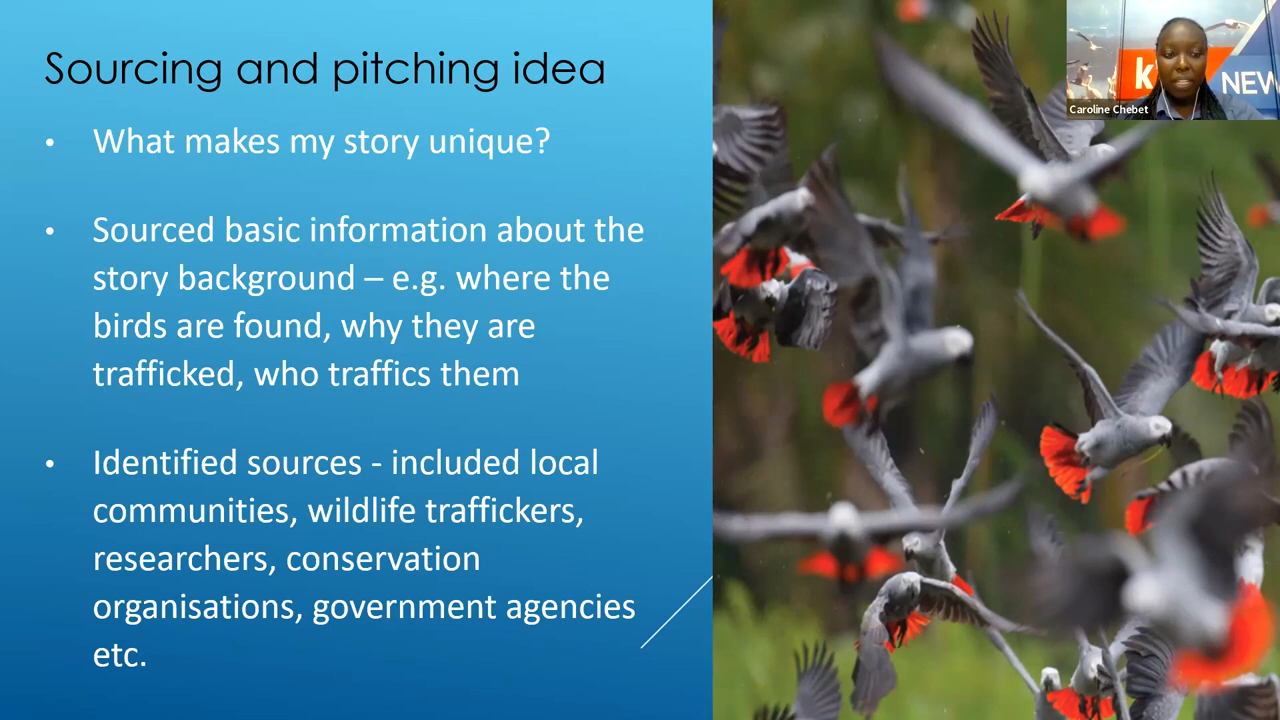 Sourcing and pitching idea
• What makes my story unique?
• Sourced basic information about the
story background – e.g. where the
birds are found, why they are
trafficked, who traffics them
• Identified sources - included local
communities, wildlife traffickers,
researchers, conservation
organisations, government agencies
etc.
k
NEW
Caroline Chebet